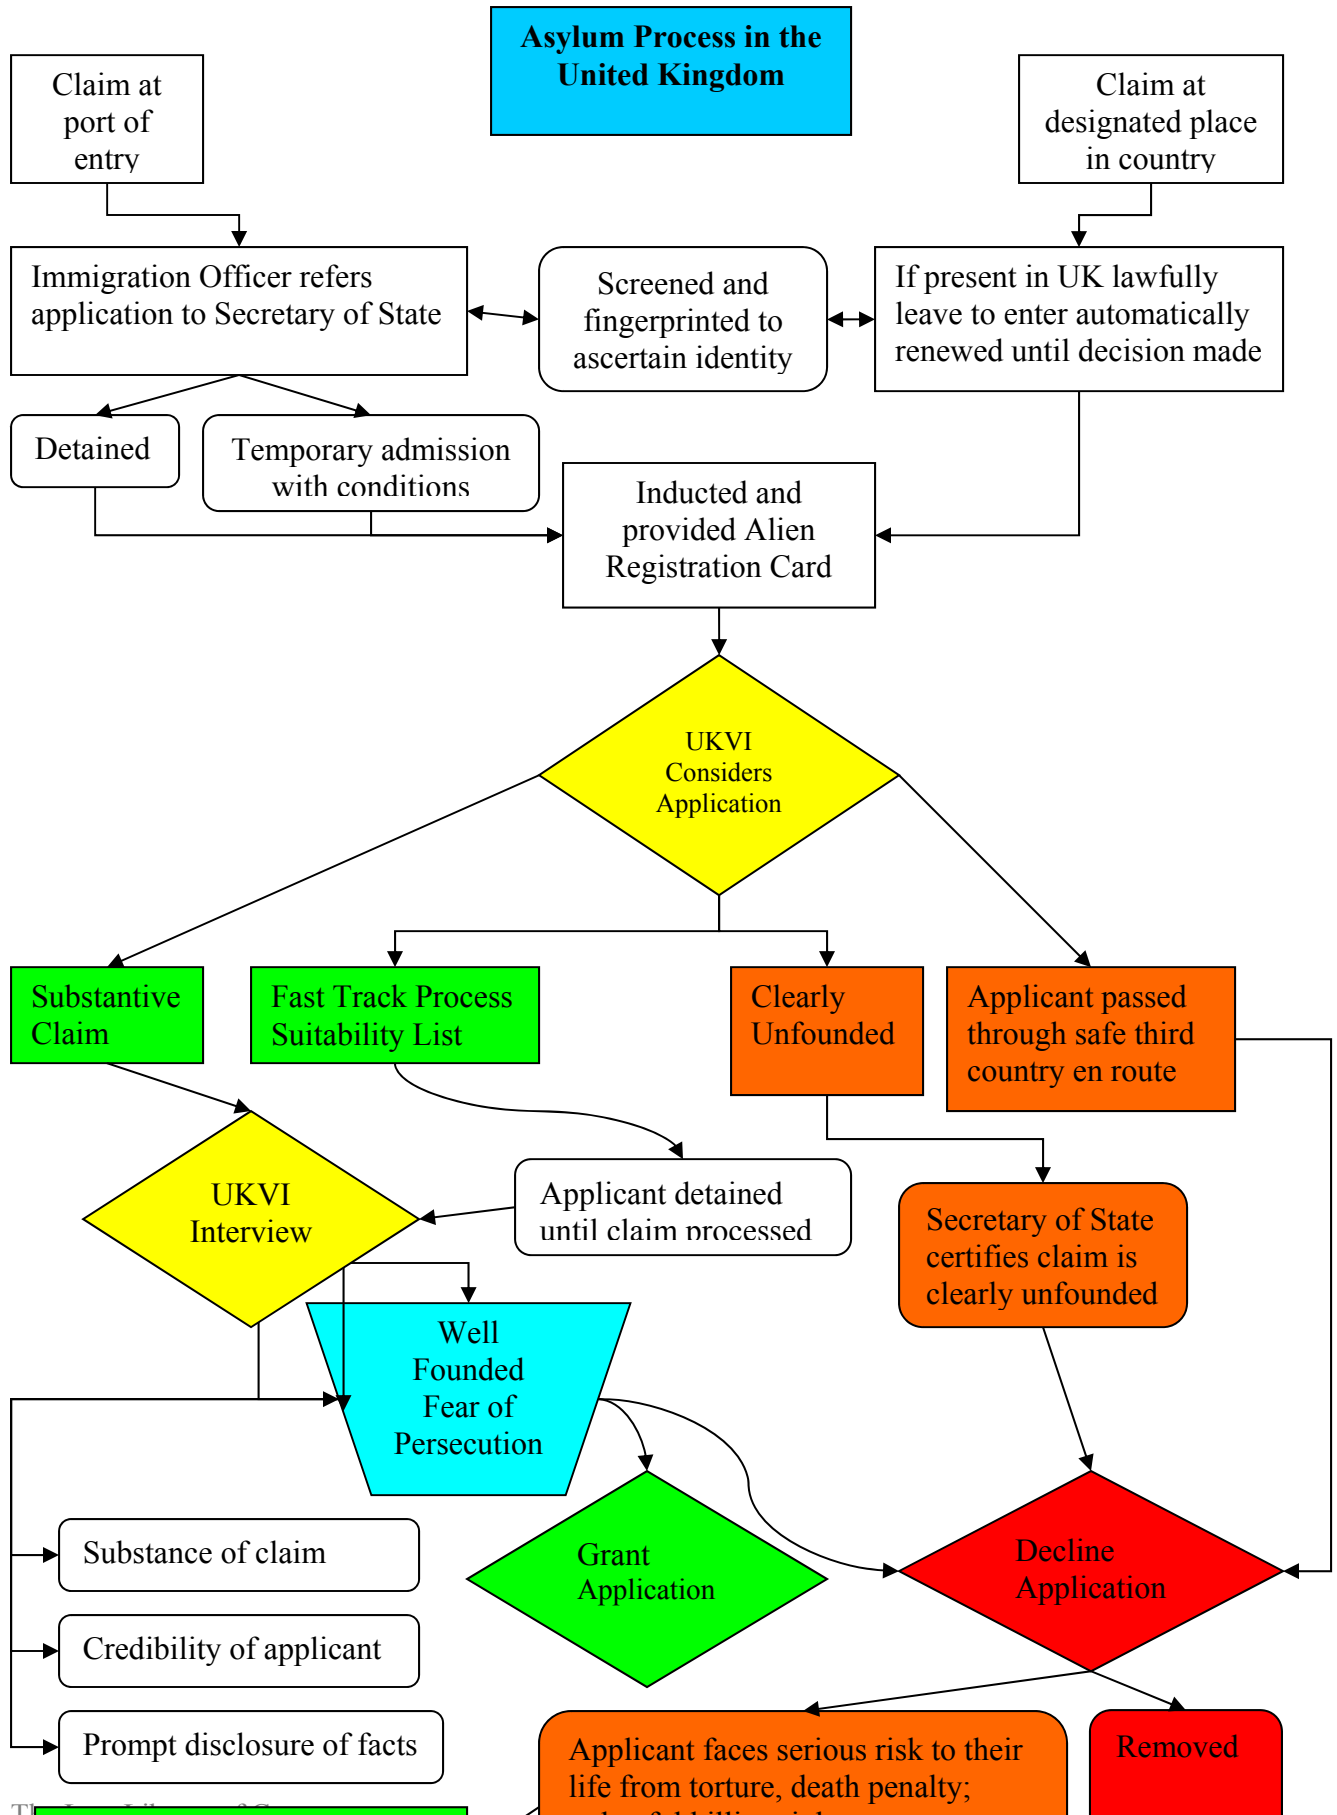 Asylum Process in the
United Kingdom
Claim at
port of
entry
Claim at
designated place
in country
Immigration Officer refers
application to Secretary of State
Screened and
fingerprinted to
ascertain identity
If present in UK lawfully
leave to enter automatically
renewed until decision made
Detained
Temporary admission
with conditions
Inducted and
provided Alien
Registration Card
UKVI
Considers
Application
Substantive
Claim
Fast Track Process
Suitability List
Clearly
Unfounded
Applicant passed
through safe third
country en route
UKVI
Interview
Applicant detained
until claim processed
Secretary of State
certifies claim is
clearly unfounded
Well
Founded
Fear of
Persecution
Grant
Application
Decline
Application
Substance of claim
Credibility of applicant
Prompt disclosure of facts
Applicant faces serious risk to their
life from torture, death penalty;
Removed